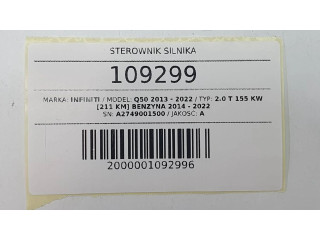 STEROWNIK SILNIKA
109299
MARKA: INFINITI / MODEL: Q50 2013 - 2022 / TYP: 2.0 T 155 KW
[211 KM] BENZYNA 2014 - 2022
SN: A2749001500 / JAKOŚĆ: A
2000001092996